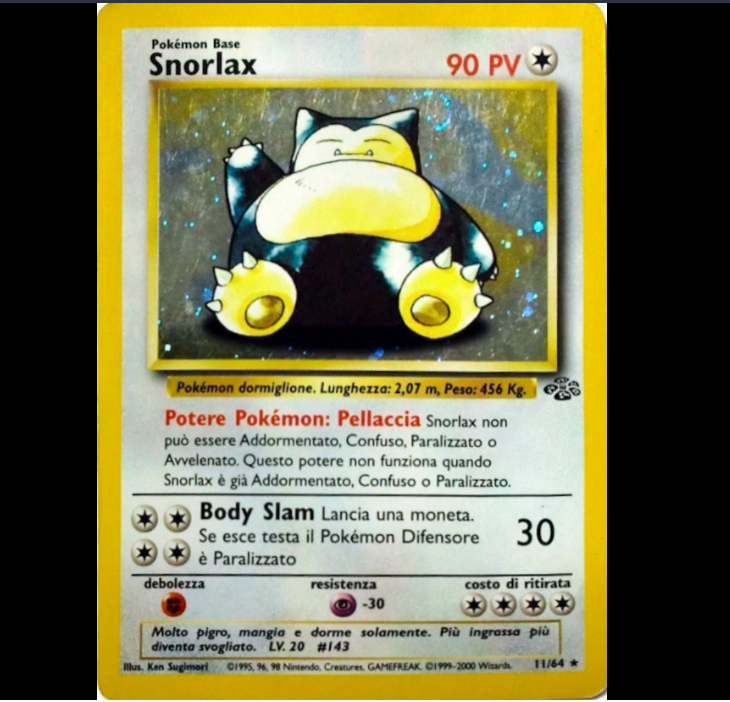 Pokémon Base
Snorlax
90 PV
Pokémon dormiglione. Lunghezza: 2,07 m, Peso: 456 Kg.
Potere Pokémon: Pellaccia Snorlax non
può essere Addormentato, Confuso, Paralizzato o
Avvelenato. Questo potere non funziona quando
Snorlax è già Addormentato, Confuso o Paralizzato.
Body Slam Lancia una moneta.
Se esce testa il Pokémon Difensore
è Paralizzato
30
debolezza
resistenza
costo di ritirata
-30
Molto pigro, mangia e dorme solamente. Più ingrassa più
diventa svogliato. LV. 20 #143
Illus. Ken Sugimori ©1995, 96, 98 Nintendo, Creatures, GAMEFREAK. ©1999-2000 Wizards. 11/64 ★